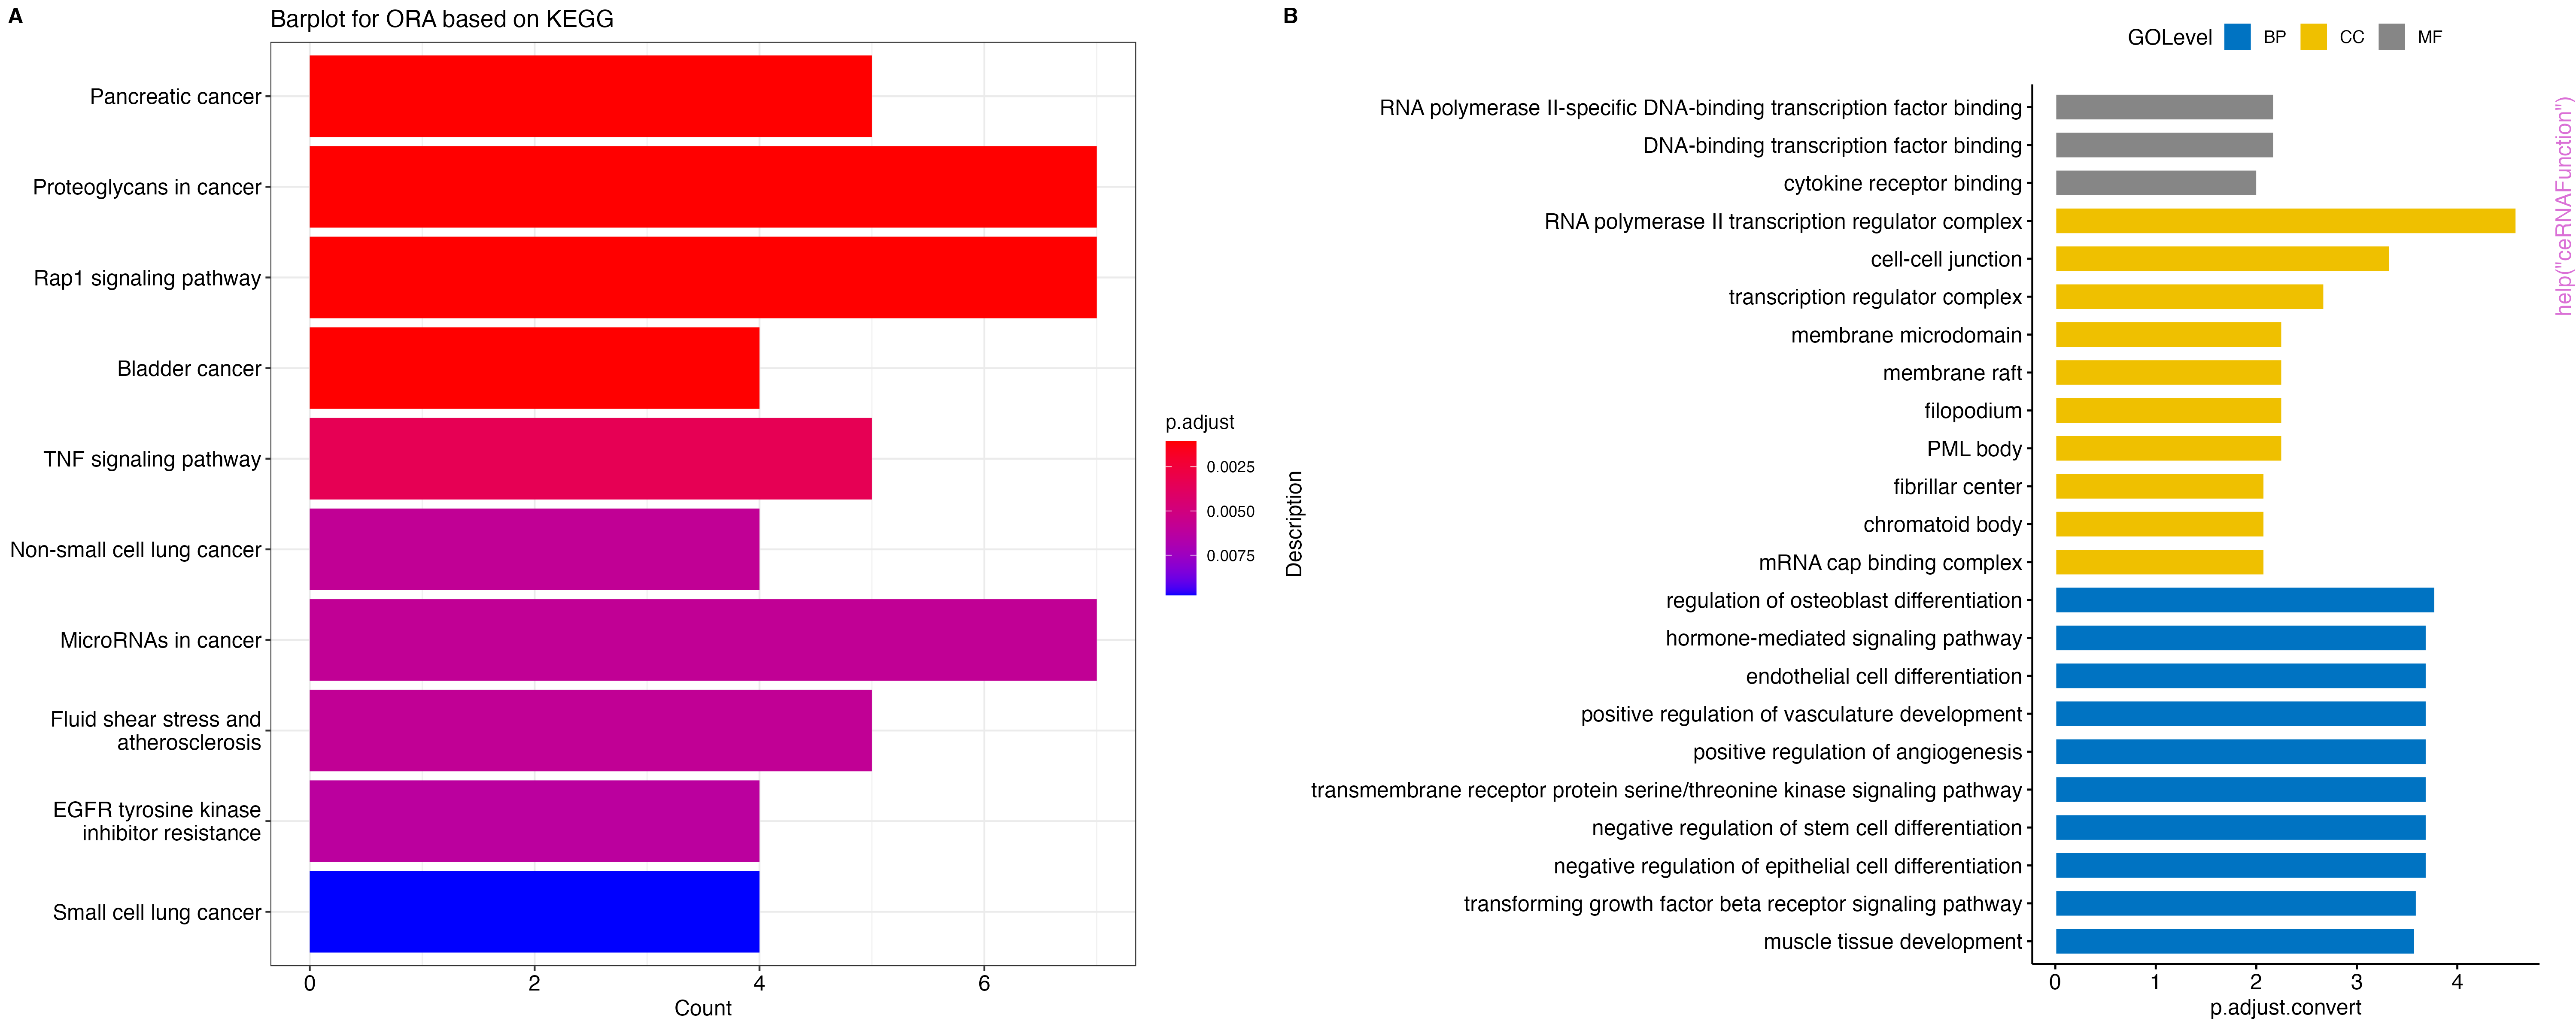 A
Barplot for ORA based on KEGG
Pancreatic cancer
Proteoglycans in cancer
Rap1 signaling pathway
Bladder cancer
TNF signaling pathway
Non-small cell lung cancer
MicroRNAs in cancer
Fluid shear stress and
atherosclerosis
EGFR tyrosine kinase
inhibitor resistance
Small cell lung cancer
0 2 4 6
Count
p.adjust
0.0025
0.0050
0.0075
B
GOLevel BP CC MF
Description
RNA polymerase II-specific DNA-binding transcription factor binding
DNA-binding transcription factor binding
cytokine receptor binding
RNA polymerase II transcription regulator complex
cell-cell junction
transcription regulator complex
membrane microdomain
membrane raft
filopodium
PML body
fibrillar center
chromatoid body
mRNA cap binding complex
regulation of osteoblast differentiation
hormone-mediated signaling pathway
endothelial cell differentiation
positive regulation of vasculature development
positive regulation of angiogenesis
transmembrane receptor protein serine/threonine kinase signaling pathway
negative regulation of stem cell differentiation
negative regulation of epithelial cell differentiation
transforming growth factor beta receptor signaling pathway
muscle tissue development
0 1 2 3 4
p.adjust.convert
help("ceRNAFunction")